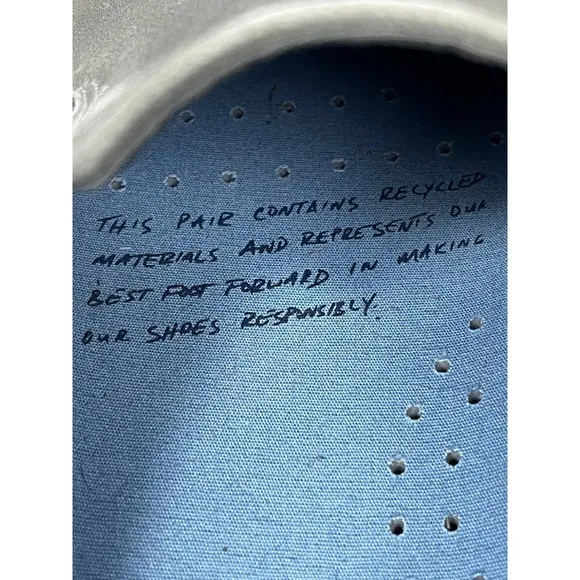 THIS PAIR CONTAINS RECYCLED
MATERIALS AND REPRESENTS OUR
BEST FOOT FORWARD IN MAKING
OUR SHOES RESPONSIBLY.